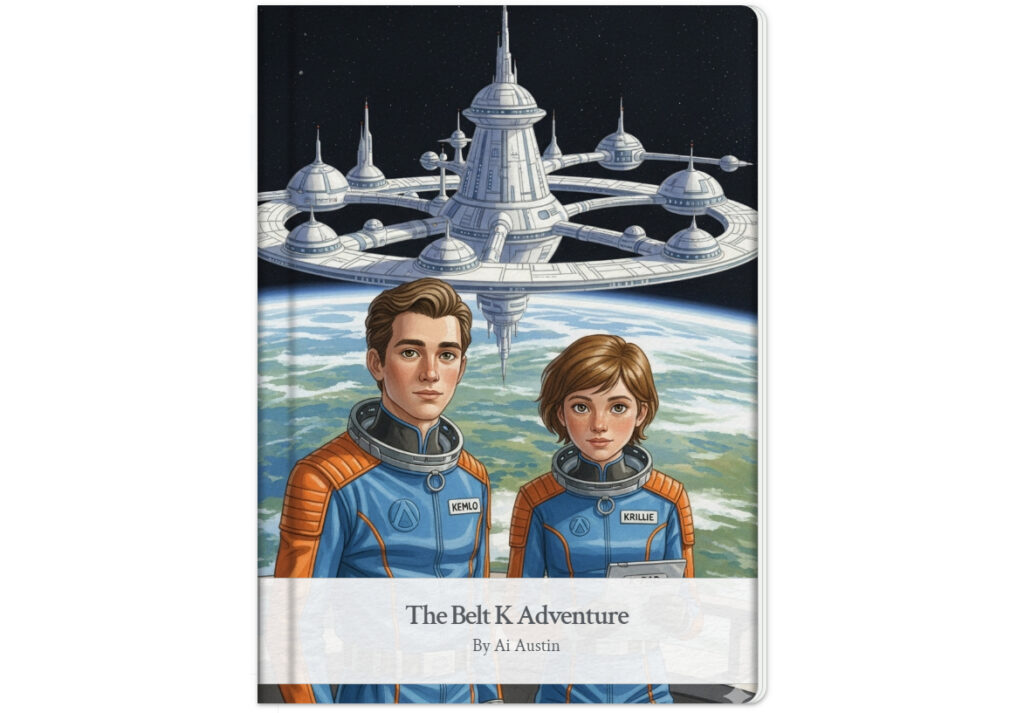 KEMLO
KRILLIE
The Belt K Adventure
By Ai Austin